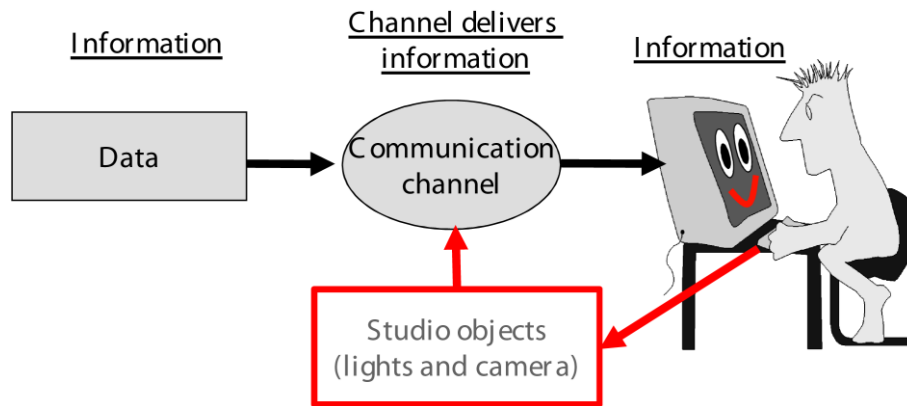 Information
Channel delivers
information
Information
Data
Communication
channel
Studio objects
(lights and camera)